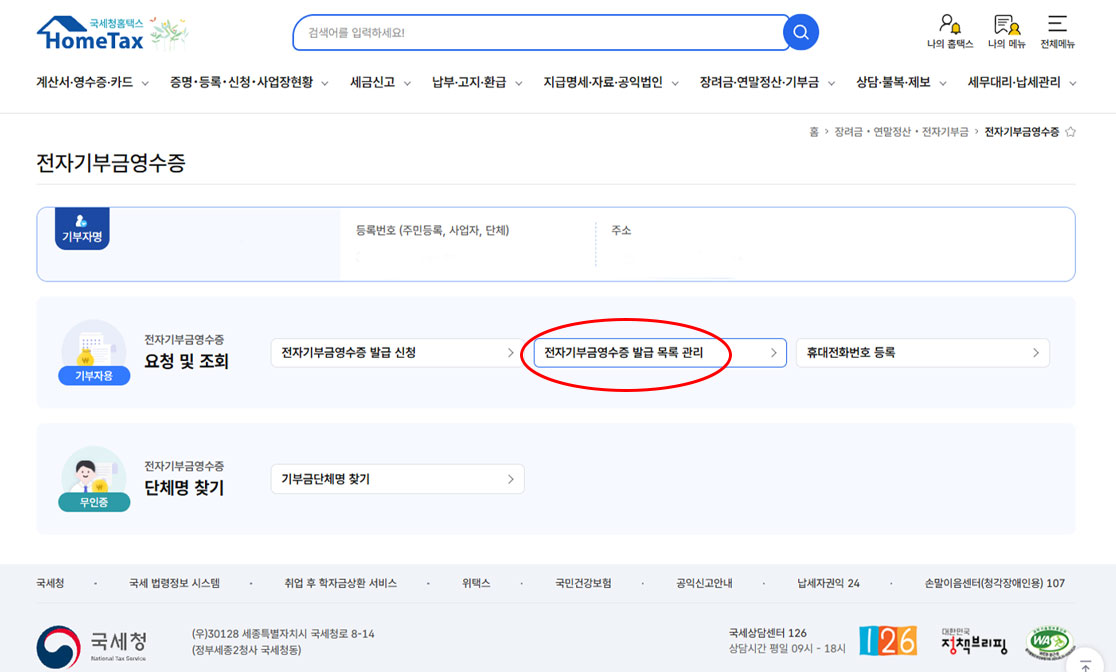 국세청홈택스
HomeTax
검색어를 입력하세요!
나의 홈택스
나의 메뉴
전체메뉴
계산서·영수증·카드
증명·등록·신청·사업장현황
세금신고
납부·고지·환급
지급명세·자료·공익법인
장려금·연말정산·기부금
상담·불복·제보
세무대리·납세관리
홈 > 장려금·연말정산·전자기부금 > 전자기부금영수증
전자기부금영수증
기부자명
등록번호 (주민등록, 사업자, 단체)
주소
기부자용
전자기부금영수증
요청 및 조회
전자기부금영수증 발급 신청
전자기부금영수증 발급 목록 관리
휴대전화번호 등록
무인증
전자기부금영수증
단체명 찾기
기부금단체명 찾기
국세청 · 국세 법령정보 시스템 · 취업 후 학자금상환 서비스 · 위택스 · 국민건강보험 · 공익신고안내 · 납세자권익 24 · 손말이음센터(청각장애인용) 107
국세청
National Tax Service
(우)30128 세종특별자치시 국세청로 8-14
(정부세종2청사 국세청동)
국세상담센터 126
상담시간 평일 09시 - 18시
126
대한민국
정책브리핑
WA